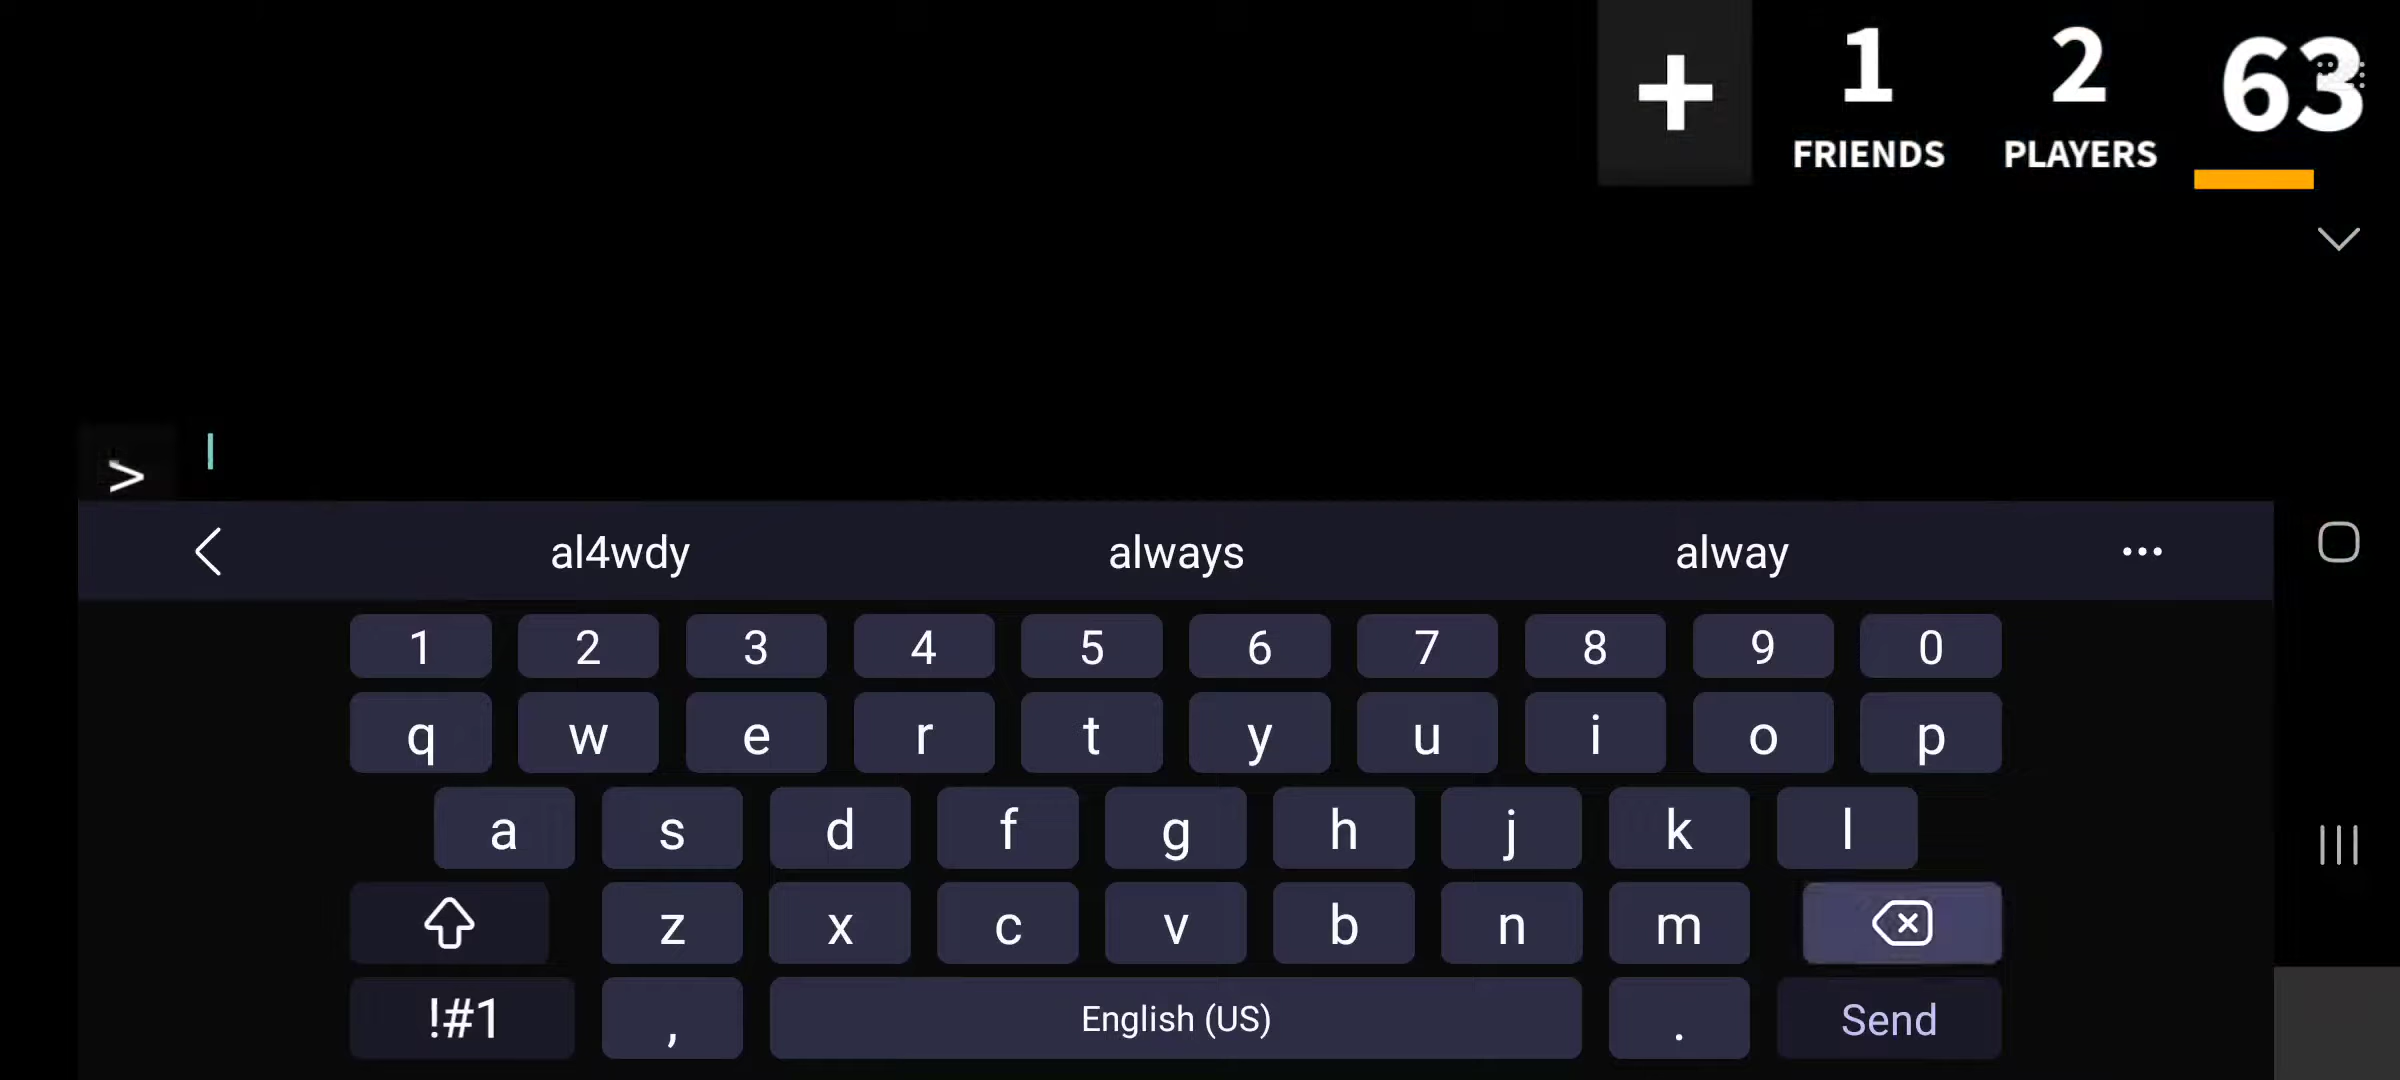 + 1 2 63
FRIENDS PLAYERS
>
al4wdy always alway
1 2 3 4 5 6 7 8 9 0
q w e r t y u i o p
a s d f g h j k l
z x c v b n m
!#1 , English (US) . Send